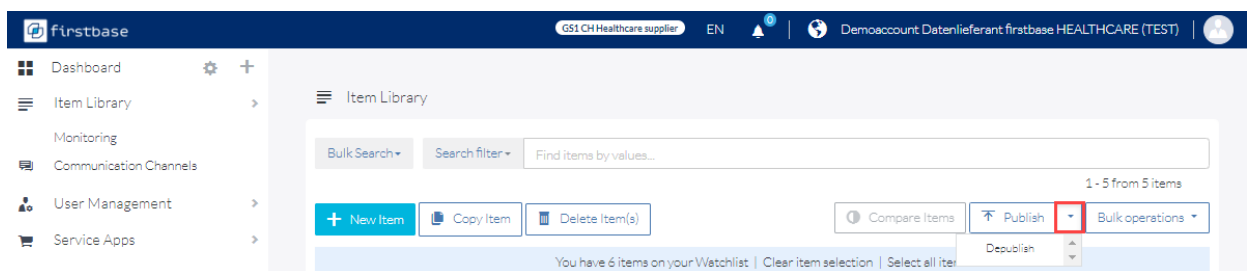 firstbase GS1 CH Healthcare supplier EN 0 Demoaccount Datenlieferant firstbase HEALTHCARE (TEST)
Dashboard
Item Library
Monitoring
Communication Channels
User Management
Service Apps
Item Library
Bulk Search Search filter Find items by values...
1 - 5 from 5 items
New Item Copy Item Delete Item(s) Compare Items Publish Bulk operations
Depublish
You have 6 items on your Watchlist | Clear item selection | Select all